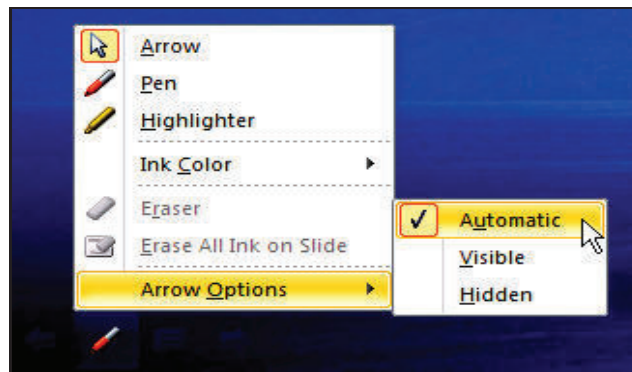 Arrow
Pen
Highlighter
Ink Color
Eraser
Erase All Ink on Slide
Arrow Options
Automatic
Visible
Hidden